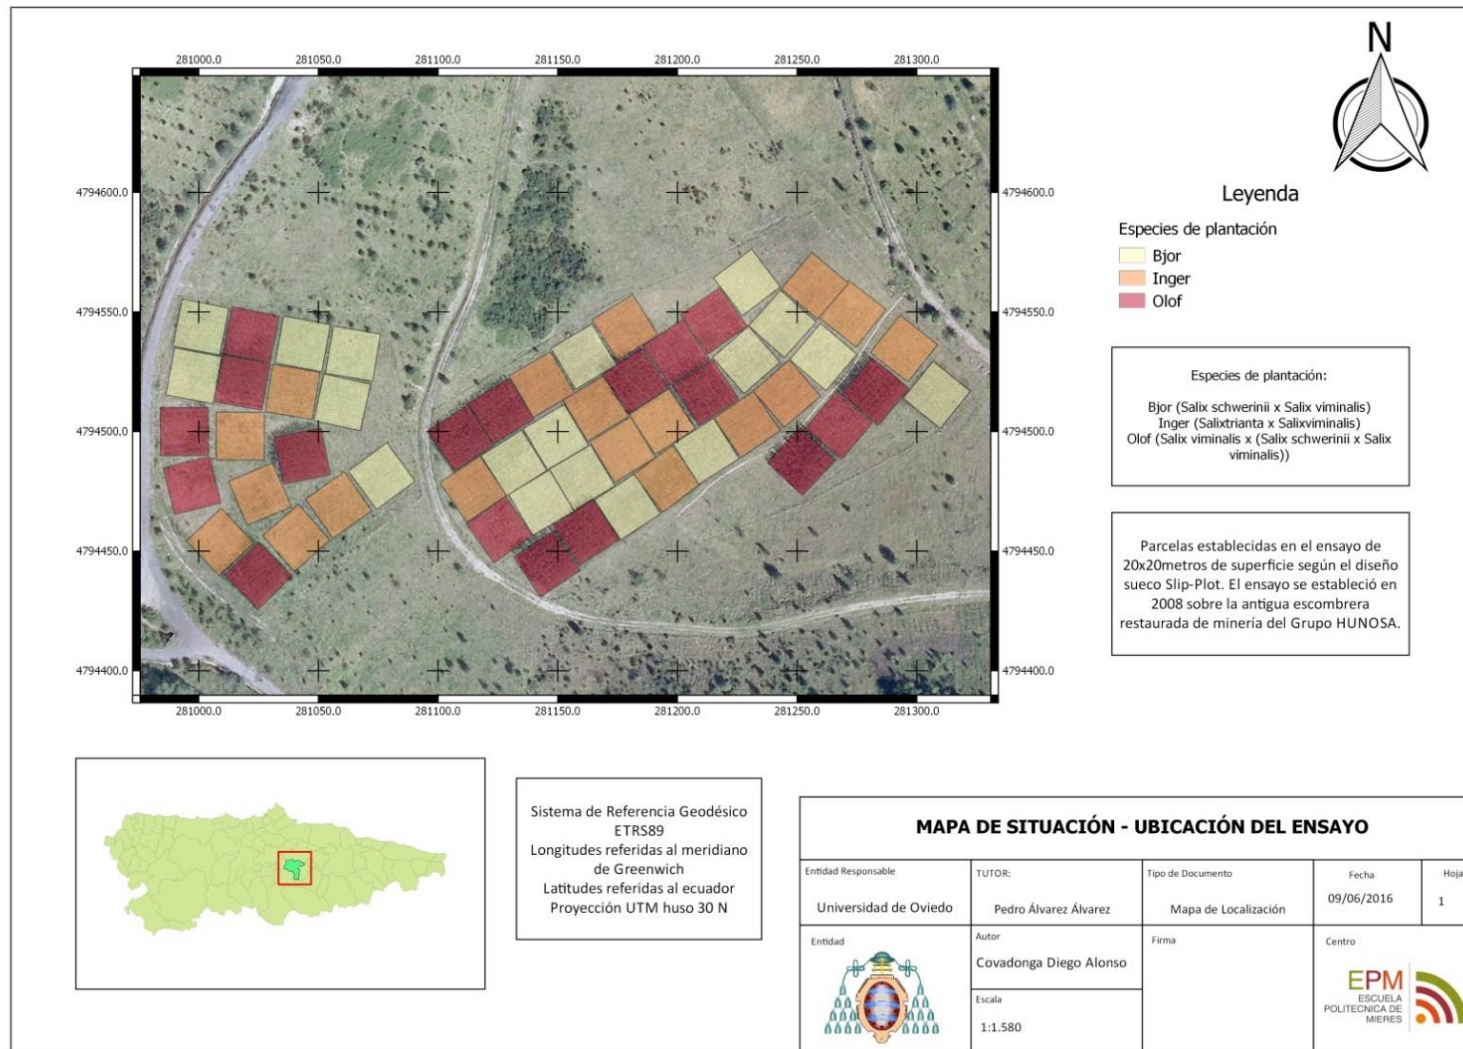 281000.0 281050.0 281100.0 281150.0 281200.0 281250.0 281300.0
N
4794600.0 4794600.0
4794550.0 4794550.0
4794500.0 4794500.0
4794450.0 4794450.0
4794400.0 4794400.0
281000.0 281050.0 281100.0 281150.0 281200.0 281250.0 281300.0
Leyenda
Especies de plantación
Bjor
Inger
Olof
Especies de plantación:
Bjor (Salix schwerinii x Salix viminalis)
Inger (Salixtrianta x Salixviminalis)
Olof (Salix viminalis x (Salix schwerinii x Salix
viminalis))
Parcelas establecidas en el ensayo de
20x20metros de superficie según el diseño
sueco Slip-Plot. El ensayo se estableció en
2008 sobre la antigua escombrera
restaurada de minería del Grupo HUNOSA.
Sistema de Referencia Geodésico
ETRS89
Longitudes referidas al meridiano
de Greenwich
Latitudes referidas al ecuador
Proyección UTM huso 30 N
MAPA DE SITUACIÓN - UBICACIÓN DEL ENSAYO
Entidad Responsable
Universidad de Oviedo
TUTOR:
Pedro Álvarez Álvarez
Tipo de Documento
Mapa de Localización
Fecha
09/06/2016
Hoja
1
Entidad
Autor
Covadonga Diego Alonso
Escala
1:1.580
Firma
Centro
EPM
ESCUELA
POLITECNICA DE
MIERES